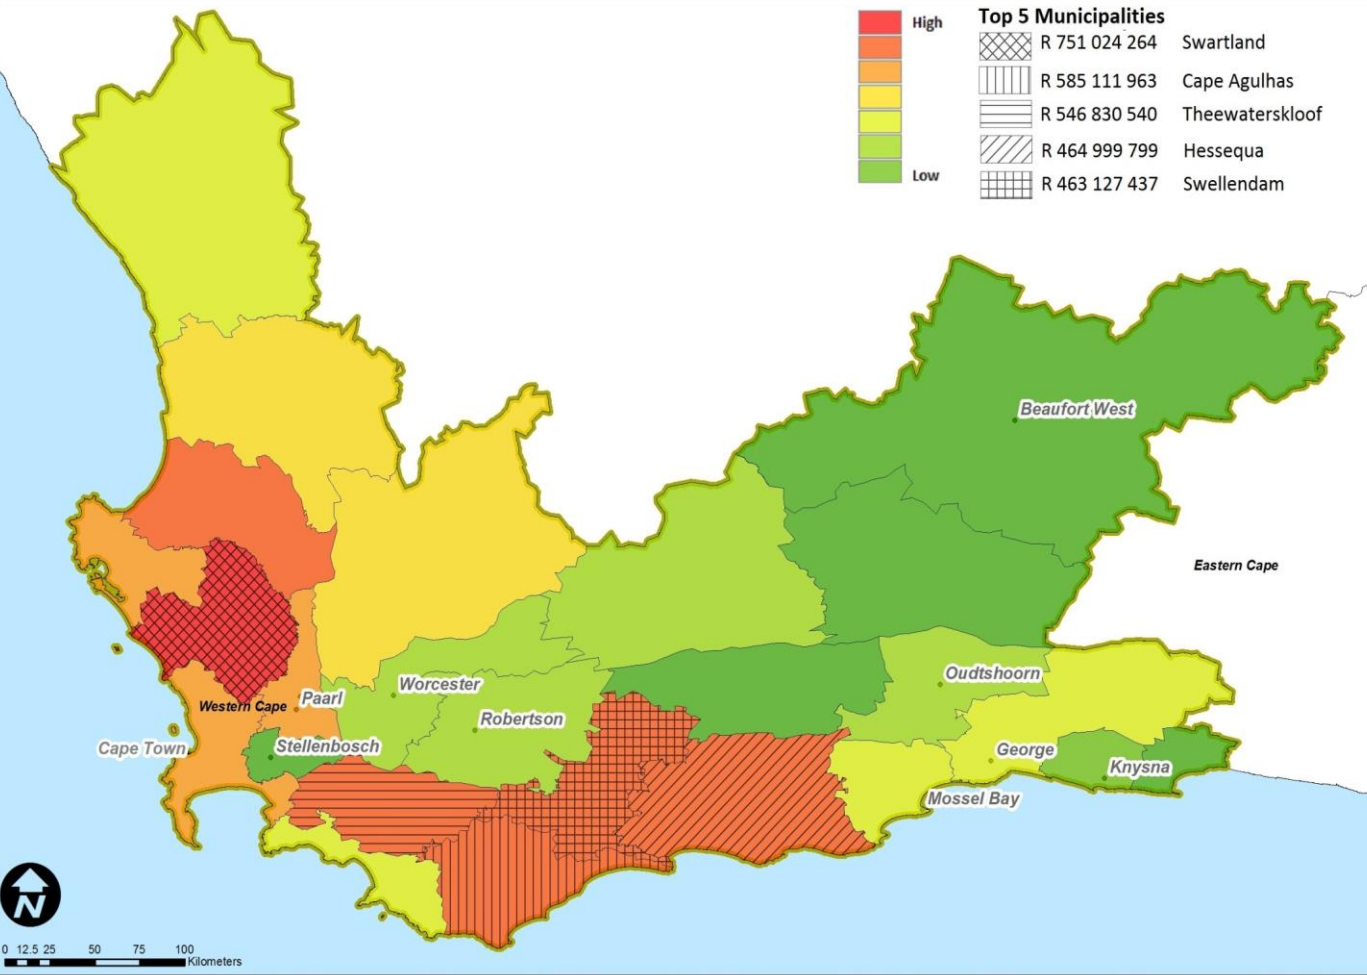 High
Low
Top 5 Municipalities
R 751 024 264 Swartland
R 585 111 963 Cape Agulhas
R 546 830 540 Theewaterskloof
R 464 999 799 Hessequa
R 463 127 437 Swellendam
Beaufort West
Eastern Cape
Oudtshoorn
Worcester
Paarl
Western Cape
Robertson
Cape Town
Stellenbosch
George
Knysna
Mossel Bay
N
0 12.5 25 50 75 100
Kilometers